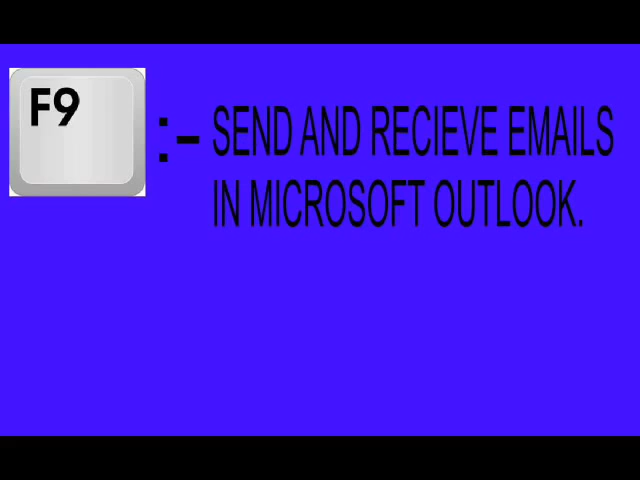 F9
:- SEND AND RECIEVE EMAILS
IN MICROSOFT OUTLOOK.